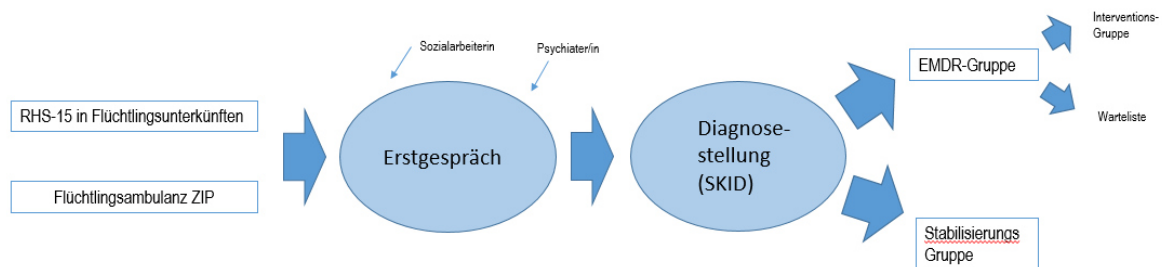 RHS-15 in Flüchtlingsunterkünften
Flüchtlingsambulanz ZIP
Sozialarbeiterin
Psychiater/in
Erstgespräch
Diagnose-
stellung
(SKID)
EMDR-Gruppe
Interventions-
Gruppe
Warteliste
Stabilisierungs
Gruppe